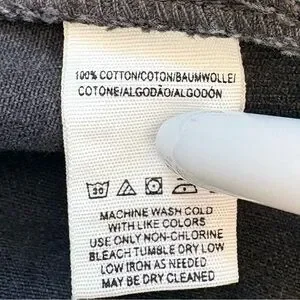 100% COTTON/COTON/BAUMWOLLE/
COTONE/ALGODÃO/ALGODÓN
30
MACHINE WASH COLD
WITH LIKE COLORS
USE ONLY NON-CHLORINE
BLEACH TUMBLE DRY LOW
LOW IRON AS NEEDED
MAY BE DRY CLEANED